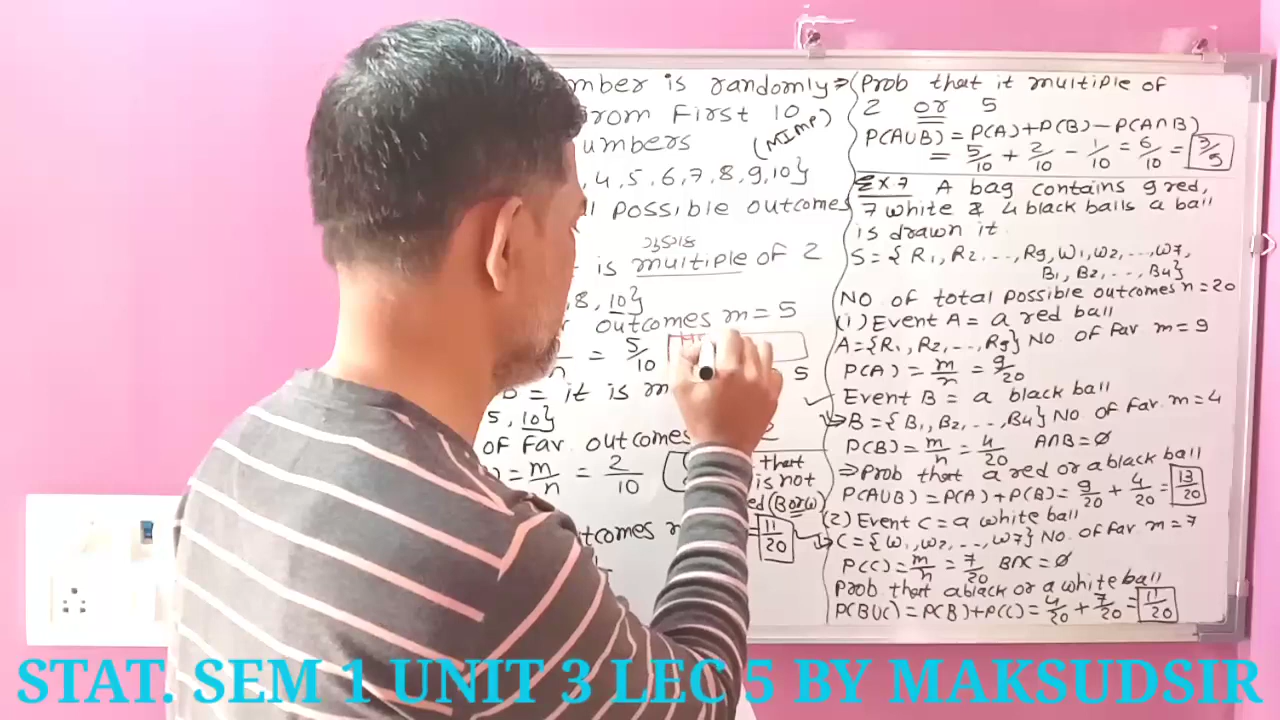 is randomly ⇒
From First 10
(MIMP)
4, 5, 6, 7, 8, 9, 10}
possible outcomes
is multiple of 2
8, 10}
outcomes m = 5
= 5/10
it is
5
5, 10}
of Far. outcomes
= m/n = 2/10
that
is not
(B or W)
= 11/20
Prob that it multiple of
2 or 5
P(A∪B) = P(A)+P(B)-P(A∩B)
= 5/10 + 2/10 - 1/10 = 6/10 = 3/5
EX.7 A bag contains 9 red,
7 white & 4 black balls a ball
is drawn it.
S = { R1, R2, ..., R9, W1, W2, ..., W7,
B1, B2, ..., B4}
No of total possible outcomes n = 20
(1) Event A = a red ball
A = {R1, R2, ..., R9} No of Far m = 9
P(A) = m/n = 9/20
Event B = a black ball
B = {B1, B2, ..., B4} No of Far. m = 4
P(B) = m/n = 4/20 A∩B = ∅
⇒ Prob that a red or a black ball
P(A∪B) = P(A)+P(B) = 9/20 + 4/20 = 13/20
(2) Event C = a white ball
C = {W1, W2, ..., W7} No of Far m = 7
P(C) = m/n = 7/20 B∩C = ∅
Prob that a black or a white ball
P(B∪C) = P(B)+P(C) = 4/20 + 7/20 = 11/20
STAT. SEM 1 UNIT 3 LEC 5 BY MAKSUDSIR